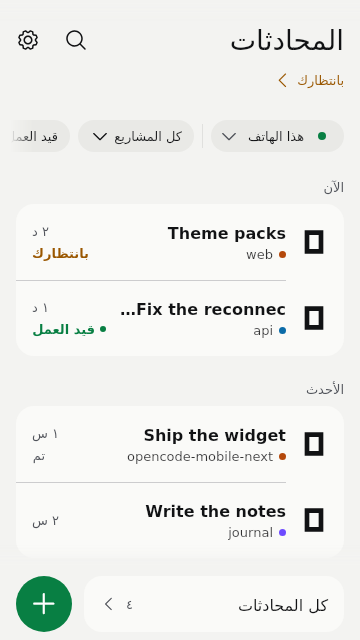 المحادثات
بانتظارك
هذا الهاتف
كل المشاريع
قيد العمل
الآن
Theme packs
٢ د
web
بانتظارك
Fix the reconnec…
١ د
api
قيد العمل
الأحدث
Ship the widget
١ س
opencode-mobile-next
تم
Write the notes
٢ س
journal
كل المحادثات
٤